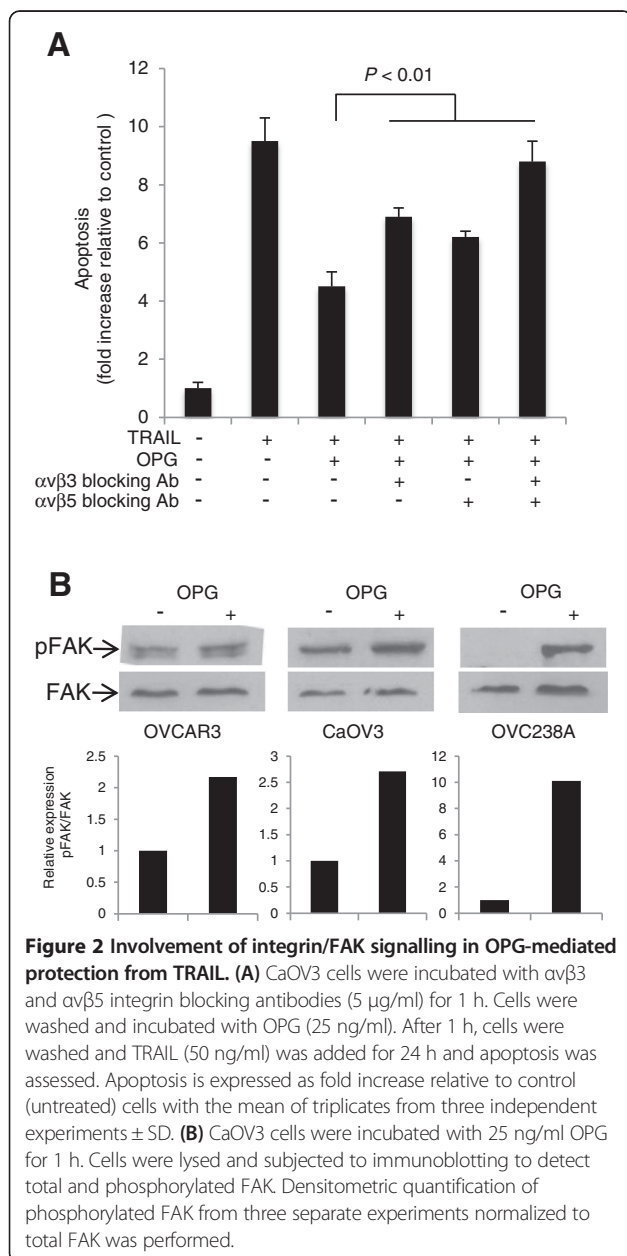 A
P < 0.01
Apoptosis
(fold increase relative to control )
12
10
8
6
4
2
0
TRAIL - + + + + +
OPG - - + + + +
αvβ3 blocking Ab - - - + - +
αvβ5 blocking Ab - - - - + +
B
OPG OPG OPG
- + - + - +
pFAK
FAK
OVCAR3 CaOV3 OVC238A
Relative expression
pFAK/FAK
2.5
2
1.5
1
0.5
0
3
2.5
2
1.5
1
0.5
0
12
10
8
6
4
2
0
Figure 2 Involvement of integrin/FAK signalling in OPG-mediated
protection from TRAIL. (A) CaOV3 cells were incubated with αvβ3
and αvβ5 integrin blocking antibodies (5 μg/ml) for 1 h. Cells were
washed and incubated with OPG (25 ng/ml). After 1 h, cells were
washed and TRAIL (50 ng/ml) was added for 24 h and apoptosis was
assessed. Apoptosis is expressed as fold increase relative to control
(untreated) cells with the mean of triplicates from three independent
experiments ± SD. (B) CaOV3 cells were incubated with 25 ng/ml OPG
for 1 h. Cells were lysed and subjected to immunoblotting to detect
total and phosphorylated FAK. Densitometric quantification of
phosphorylated FAK from three separate experiments normalized to
total FAK was performed.